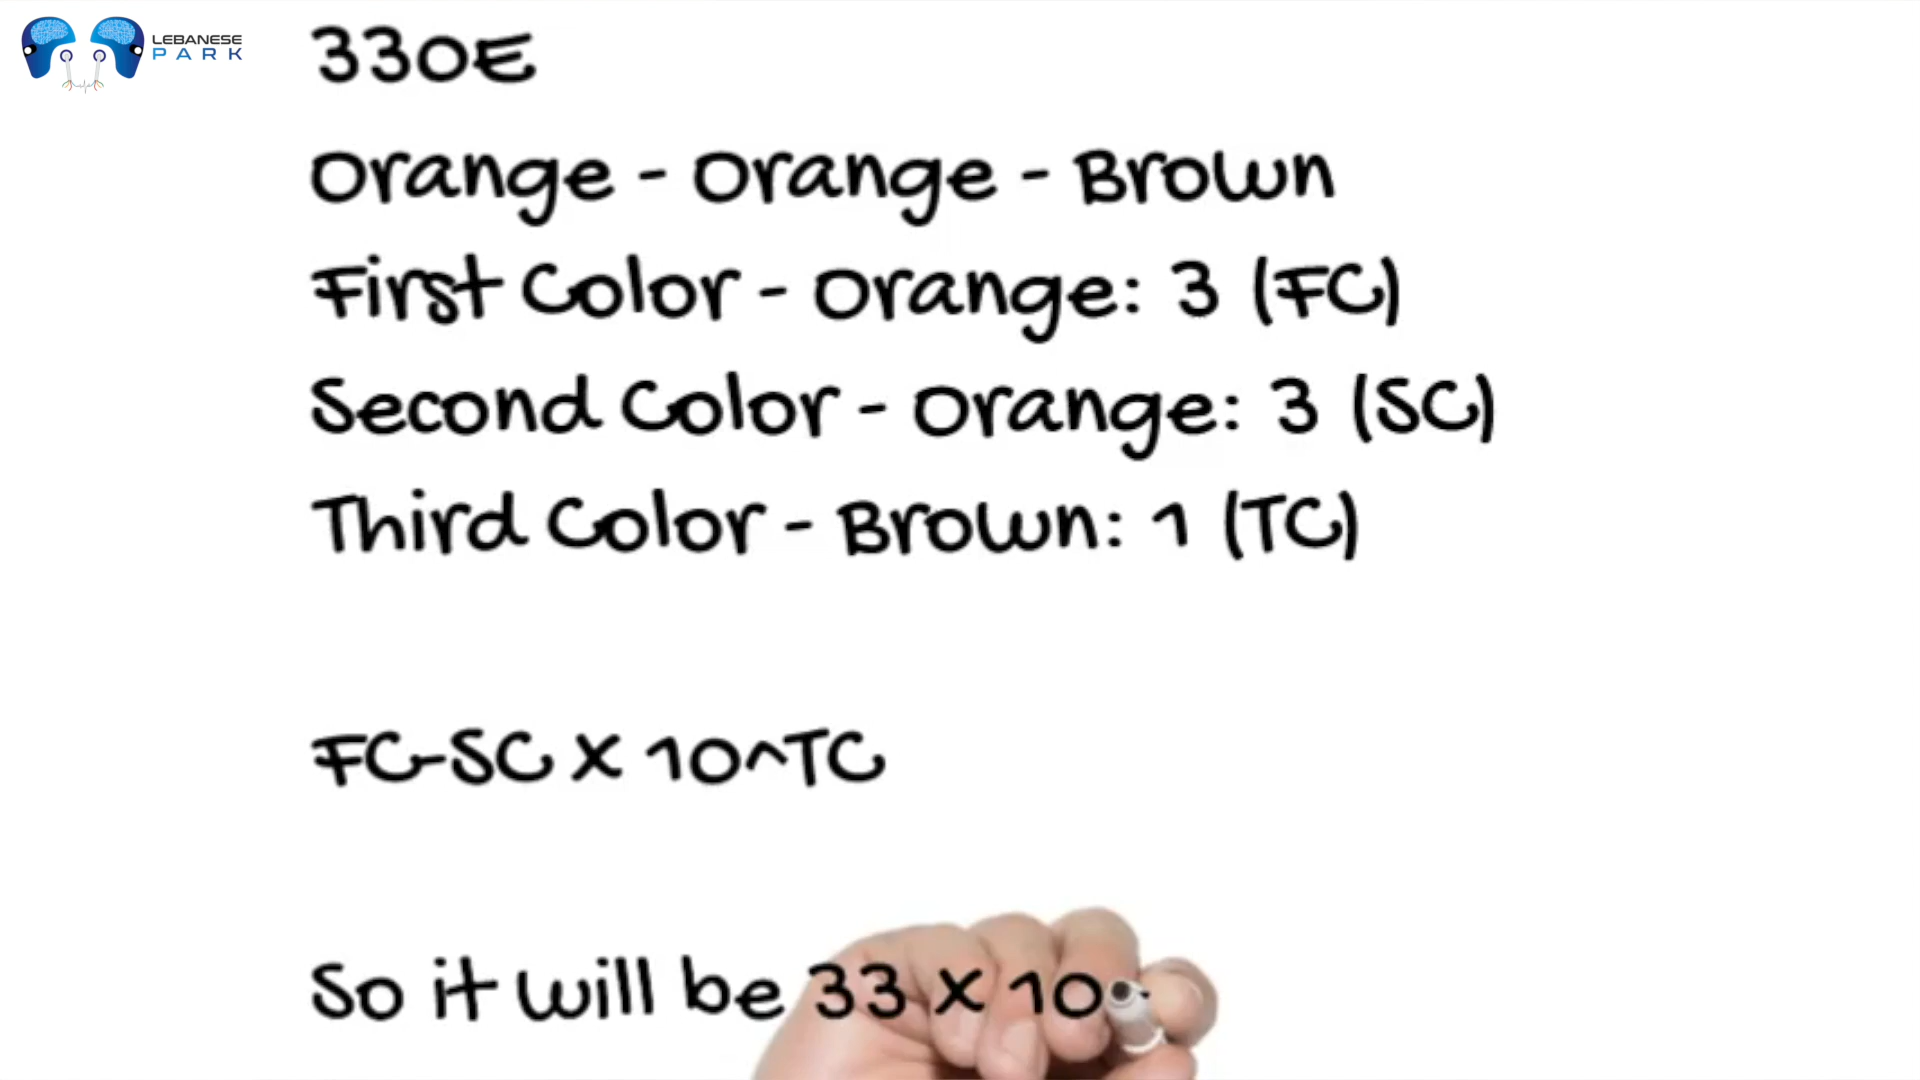 LEBANESE
PARK
330E
Orange - Orange - Brown
First Color - Orange: 3 (FC)
Second Color - Orange: 3 (SC)
Third Color - Brown: 1 (TC)
FC-SC X 10^TC
So it will be 33 X 10